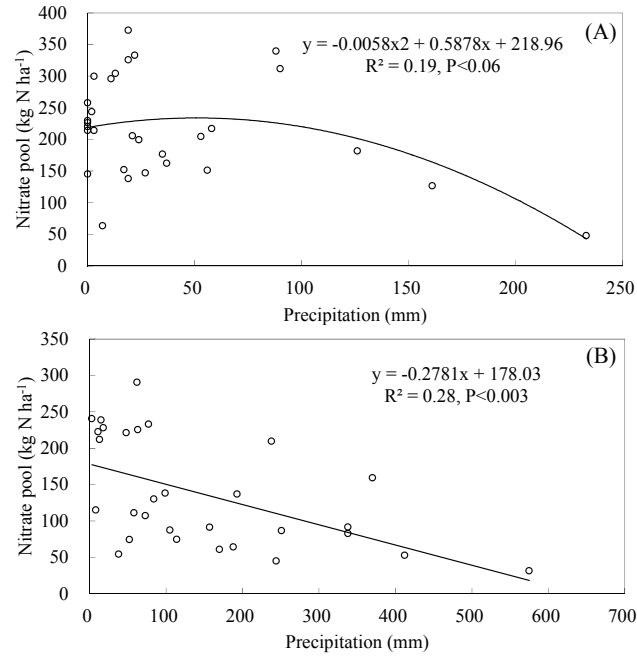 400
(A)
350
y = -0.0058x2 + 0.5878x + 218.96
300
R² = 0.19, P<0.06
250
200
150
100
50
0
Nitrate pool (kg N ha⁻¹)
0 50 100 150 200 250
Precipitation (mm)
350
(B)
300
y = -0.2781x + 178.03
250
R² = 0.28, P<0.003
200
150
100
50
0
Nitrate pool (kg N ha⁻¹)
0 100 200 300 400 500 600 700
Precipitation (mm)